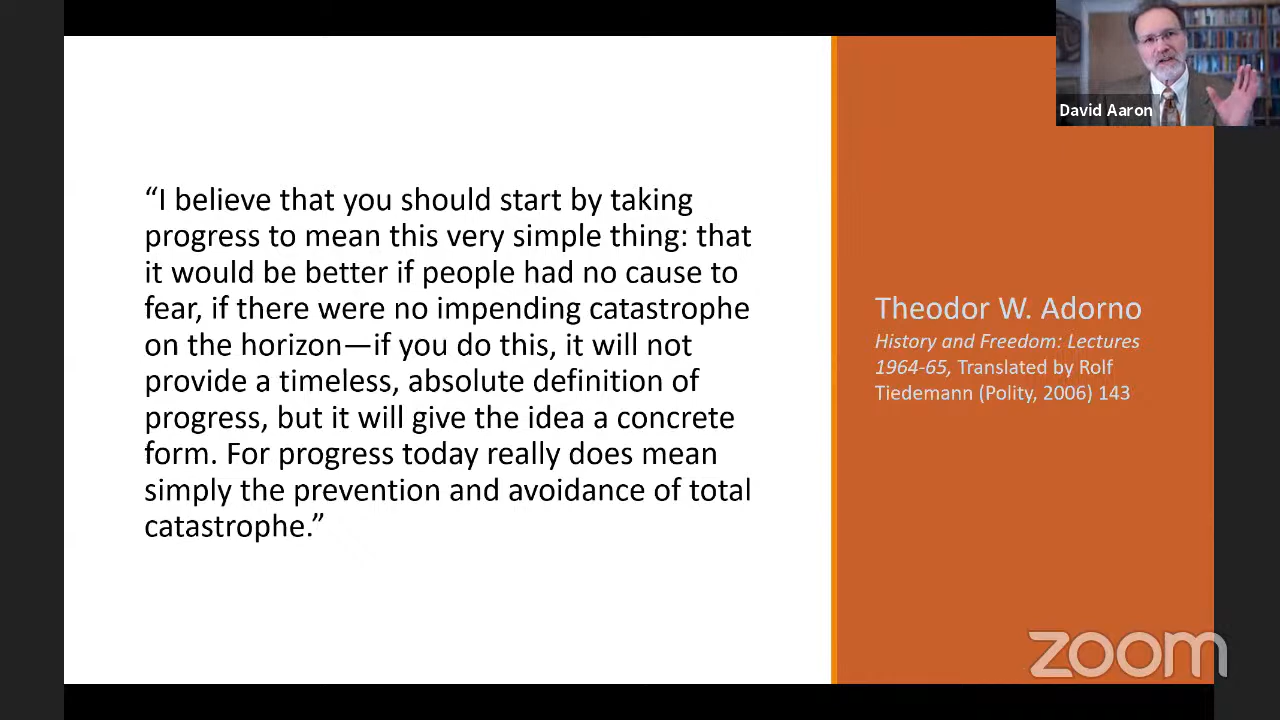 “I believe that you should start by taking
progress to mean this very simple thing: that
it would be better if people had no cause to
fear, if there were no impending catastrophe
on the horizon—if you do this, it will not
provide a timeless, absolute definition of
progress, but it will give the idea a concrete
form. For progress today really does mean
simply the prevention and avoidance of total
catastrophe.”
Theodor W. Adorno
History and Freedom: Lectures
1964-65, Translated by Rolf
Tiedemann (Polity, 2006) 143
David Aaron
zoom